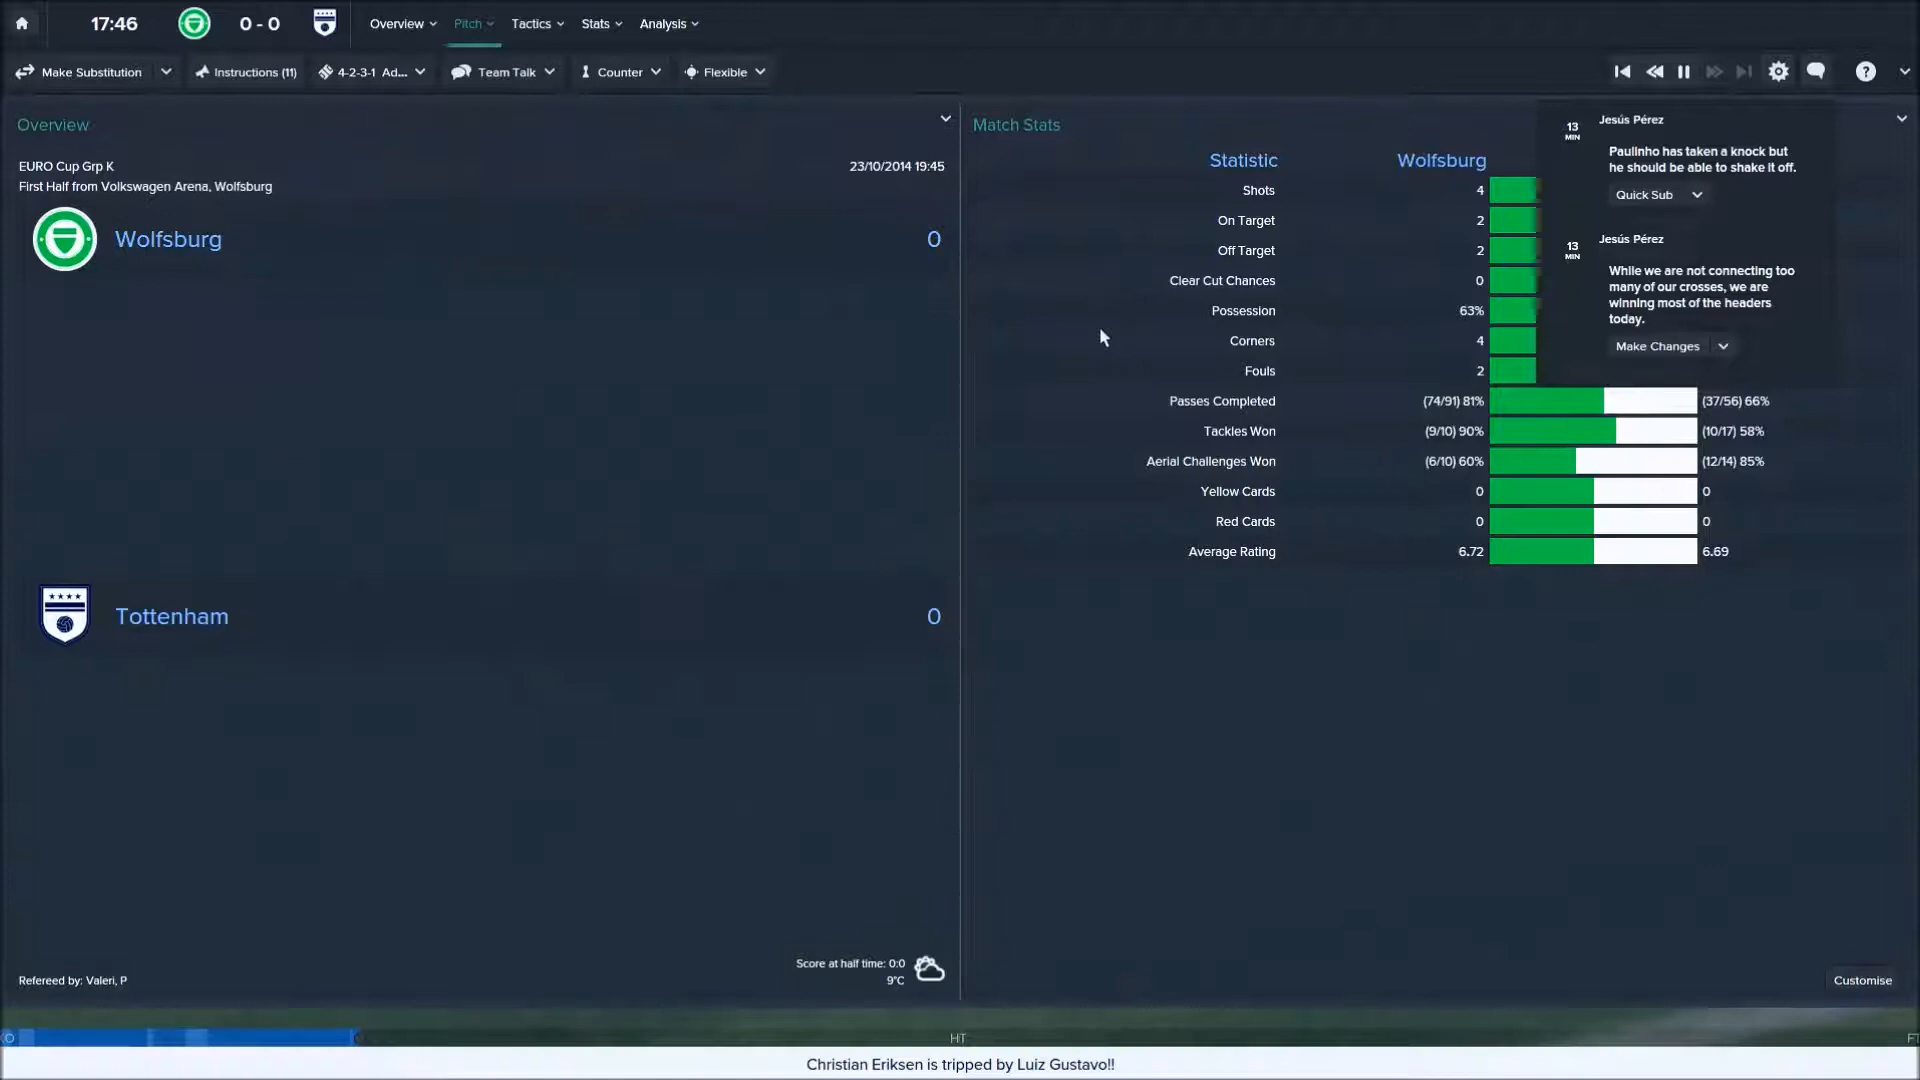 17:46
0 - 0
Overview
Pitch
Tactics
Stats
Analysis
Make Substitution
Instructions (11)
4-2-3-1 Ad...
Team Talk
Counter
Flexible
?
Overview
EURO Cup Grp K
23/10/2014 19:45
First Half from Volkswagen Arena, Wolfsburg
Wolfsburg
0
Tottenham
0
Score at half time: 0:0
9°C
Refereed by: Valeri, P
Match Stats
Statistic Wolfsburg
Shots 4
On Target 2
Off Target 2
Clear Cut Chances 0
Possession 63%
Corners 4
Fouls 2
Passes Completed (74/91) 81% (37/56) 66%
Tackles Won (9/10) 90% (10/17) 58%
Aerial Challenges Won (6/10) 60% (12/14) 85%
Yellow Cards 0 0
Red Cards 0 0
Average Rating 6.72 6.69
13
MIN
Jesús Pérez
Paulinho has taken a knock but
he should be able to shake it off.
Quick Sub
13
MIN
Jesús Pérez
While we are not connecting too
many of our crosses, we are
winning most of the headers
today.
Make Changes
Customise
HT
Christian Eriksen is tripped by Luiz Gustavo!!